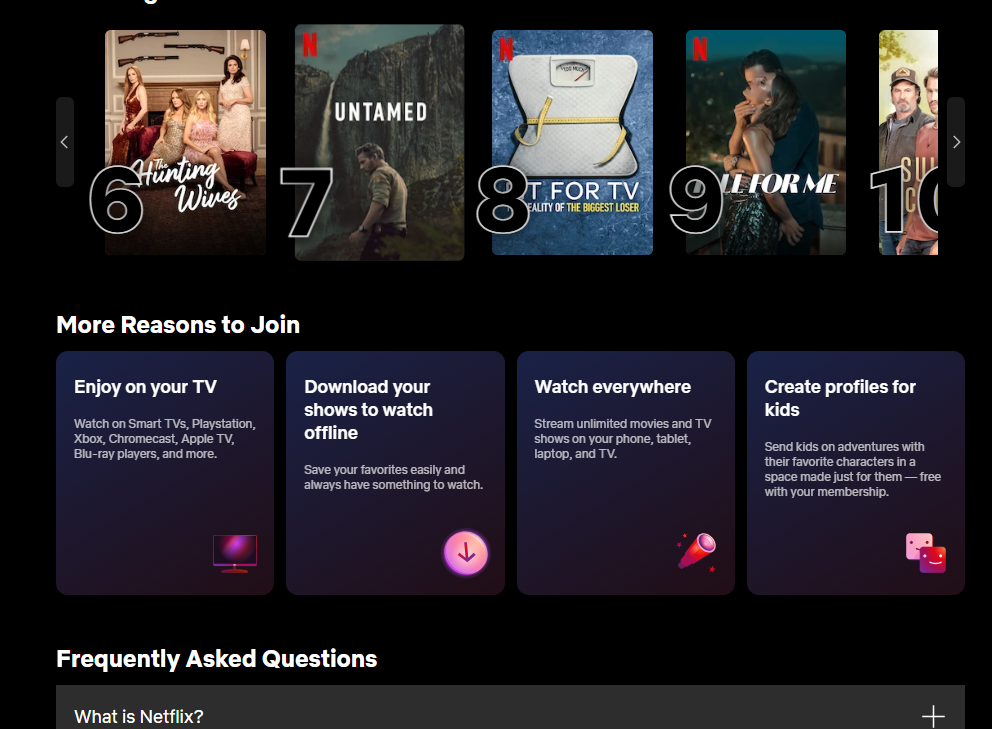 The
Hunting
Wives
6
N
UNTAMED
7
N
TOO MUCH
T FOR TV
EALITY OF THE BIGGEST LOSER
8
N
LL FOR ME
9
SU
C
10
More Reasons to Join
Enjoy on your TV
Watch on Smart TVs, Playstation,
Xbox, Chromecast, Apple TV,
Blu-ray players, and more.
Download your
shows to watch
offline
Save your favorites easily and
always have something to watch.
Watch everywhere
Stream unlimited movies and TV
shows on your phone, tablet,
laptop, and TV.
Create profiles for
kids
Send kids on adventures with
their favorite characters in a
space made just for them — free
with your membership.
Frequently Asked Questions
What is Netflix?